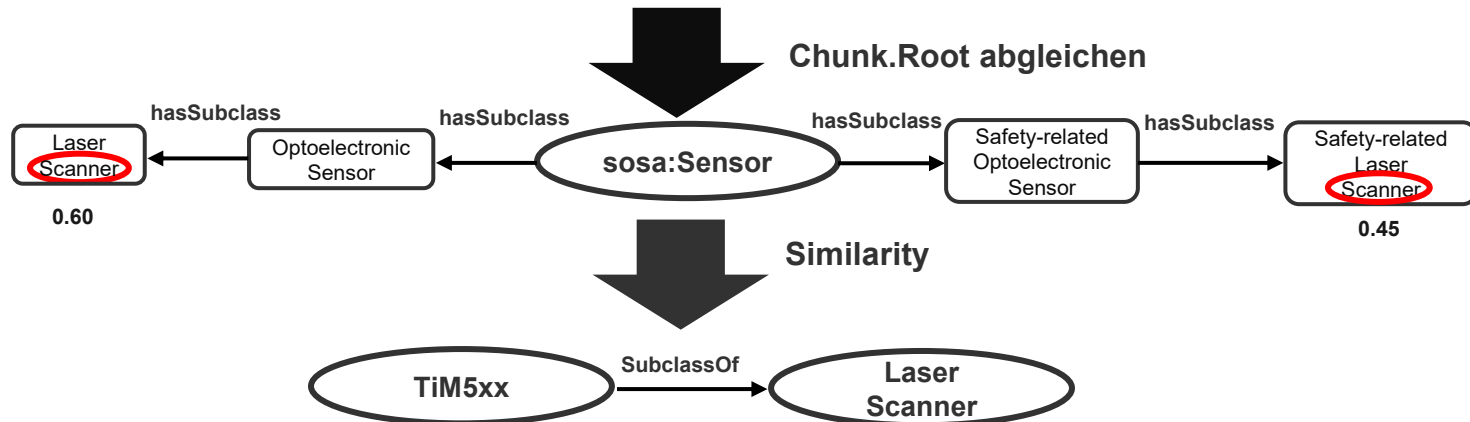 Chunk.Root abgleichen
hasSubclass
hasSubclass
hasSubclass
hasSubclass
Laser
Scanner
Optoelectronic
Sensor
sosa:Sensor
Safety-related
Optoelectronic
Sensor
Safety-related
Laser
Scanner
0.60
0.45
Similarity
TiM5xx
SubclassOf
Laser
Scanner